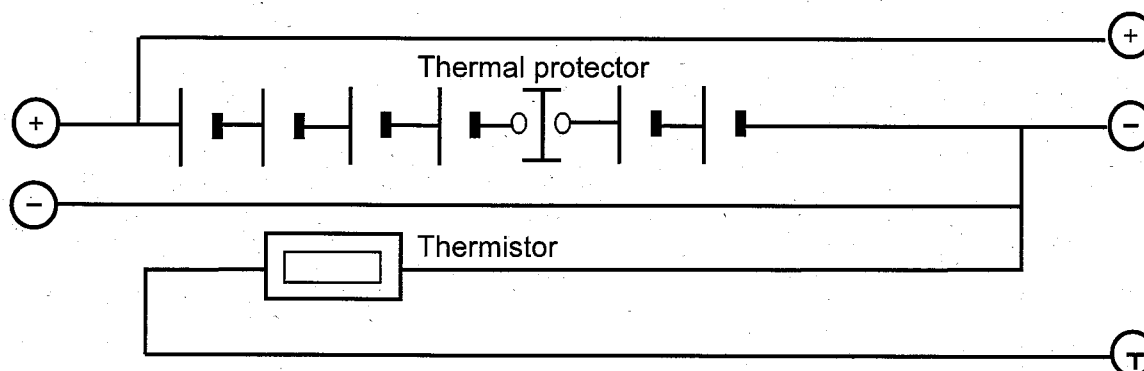 +
Thermal protector
+
−
−
Thermistor
T